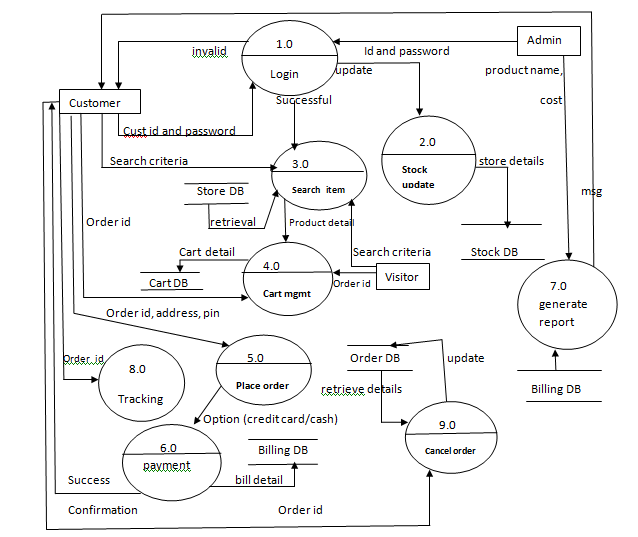 1.0
Login
invalid
Id and password
Admin
update
product name,
cost
Customer
Successful
Cust id and password
2.0
Stock
uodate
Search criteria
3.0
Search item
store details
Store DB
msg
Order id
retrieval
Product detail
Cart detail
Search criteria
Stock DB
4.0
Cart mgmt
Cart DB
Order id
Visitor
7.0
generate
report
Order id, address, pin
5.0
Place order
Order DB
update
Order id
8.0
Tracking
retrieve details
Billing DB
Option (credit card/cash)
9.0
Cancel order
6.0
payment
Billing DB
Success
bill detail
Confirmation
Order id